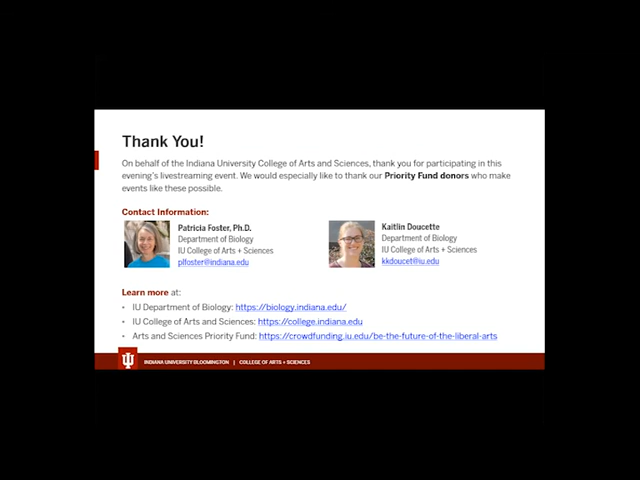 Thank You!
On behalf of the Indiana University College of Arts and Sciences, thank you for participating in this
evening's livestreaming event. We would especially like to thank our Priority Fund donors who make
events like these possible.
Contact Information:
Patricia Foster, Ph.D.
Department of Biology
IU College of Arts + Sciences
plfoster@indiana.edu
Kaitlin Doucette
Department of Biology
IU College of Arts + Sciences
kkdoucet@iu.edu
Learn more at:
• IU Department of Biology: https://biology.indiana.edu/
• IU College of Arts and Sciences: https://college.indiana.edu
• Arts and Sciences Priority Fund: https://crowdfunding.iu.edu/be-the-future-of-the-liberal-arts
INDIANA UNIVERSITY BLOOMINGTON | COLLEGE OF ARTS + SCIENCES